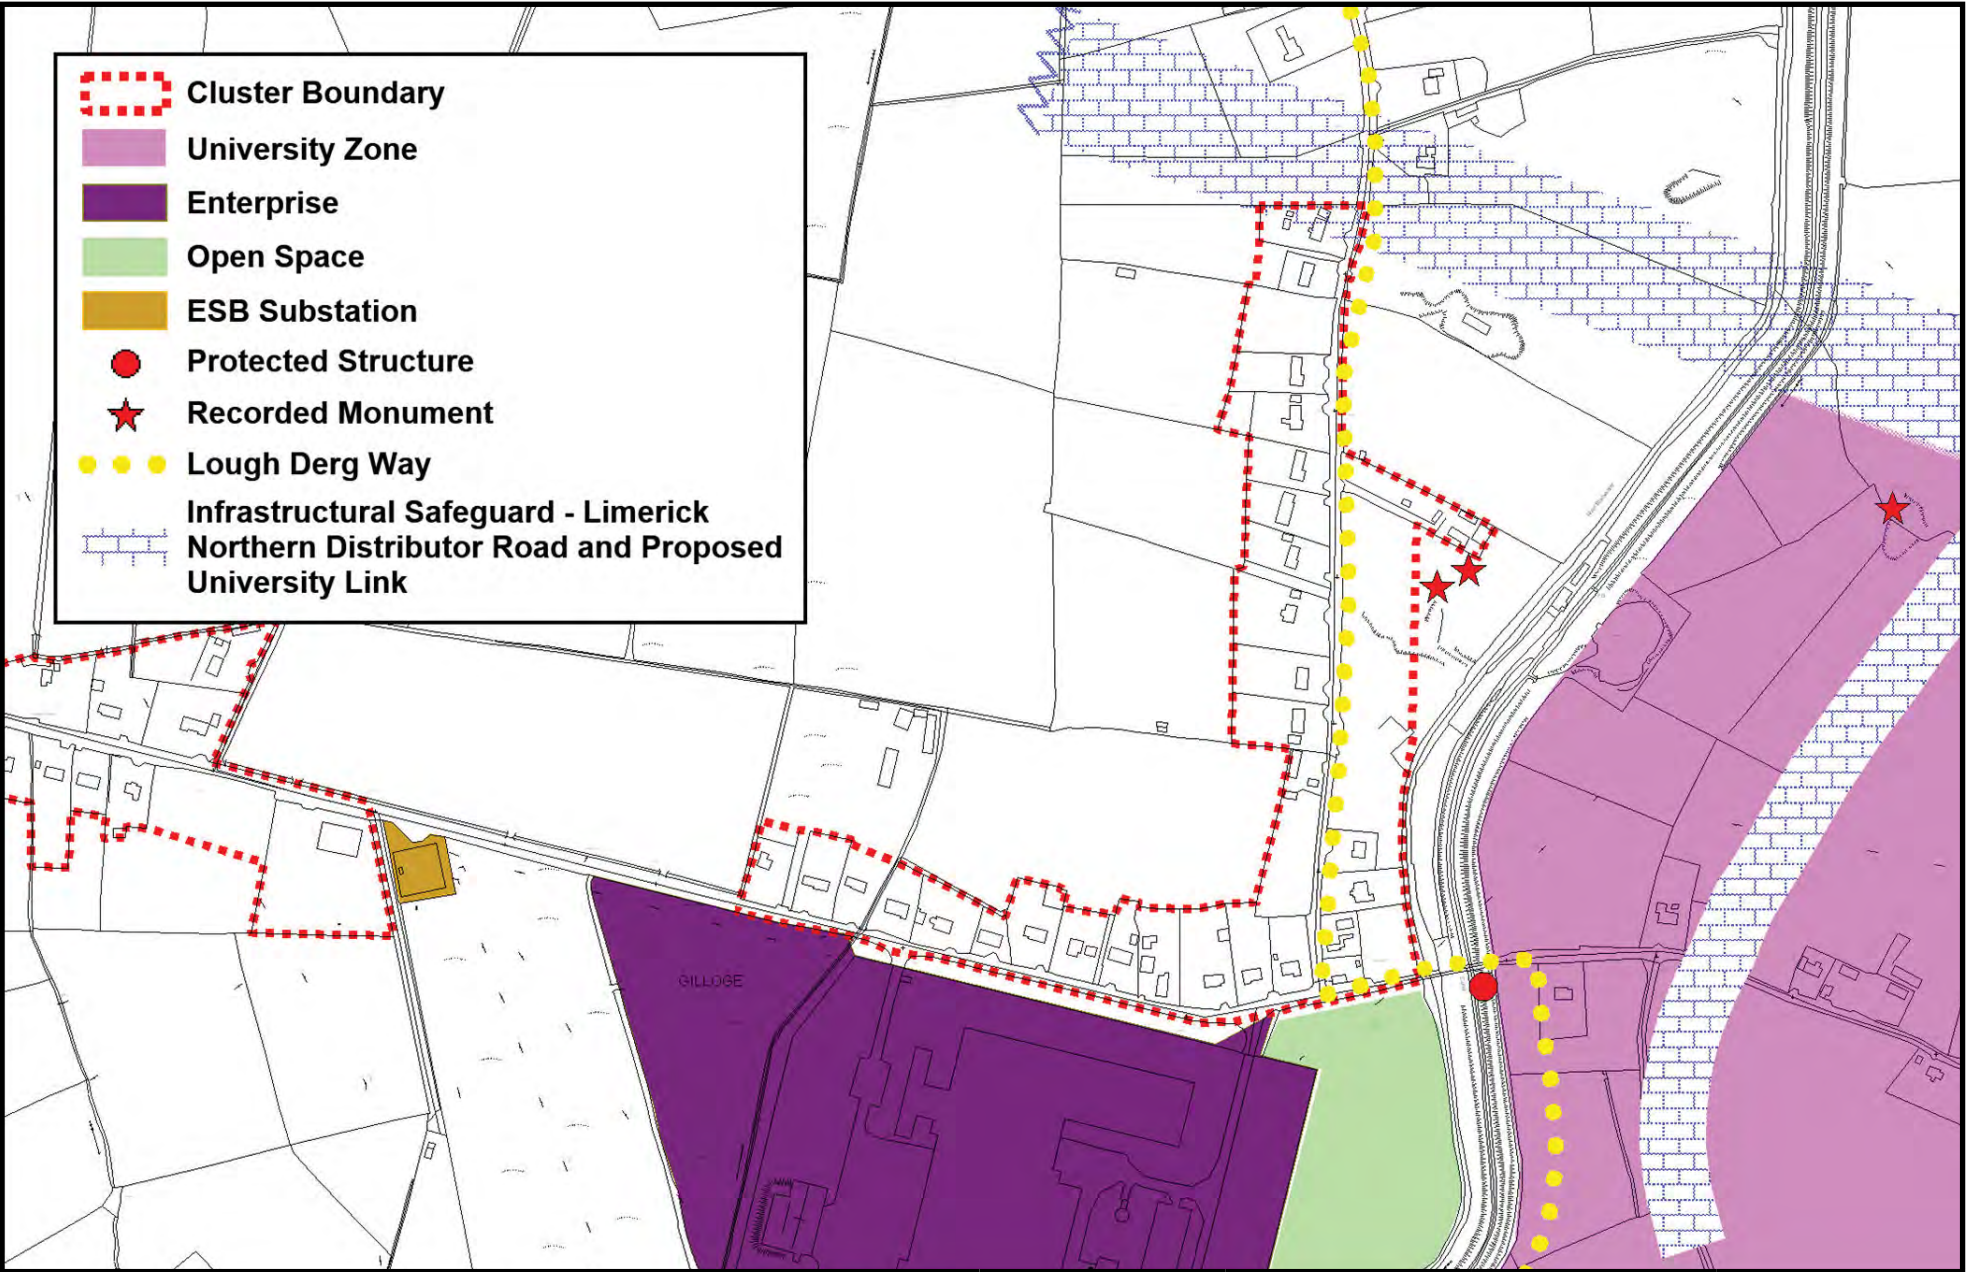 Cluster Boundary
University Zone
Enterprise
Open Space
ESB Substation
Protected Structure
Recorded Monument
Lough Derg Way
Infrastructural Safeguard - Limerick
Northern Distributor Road and Proposed
University Link
GILLOGE